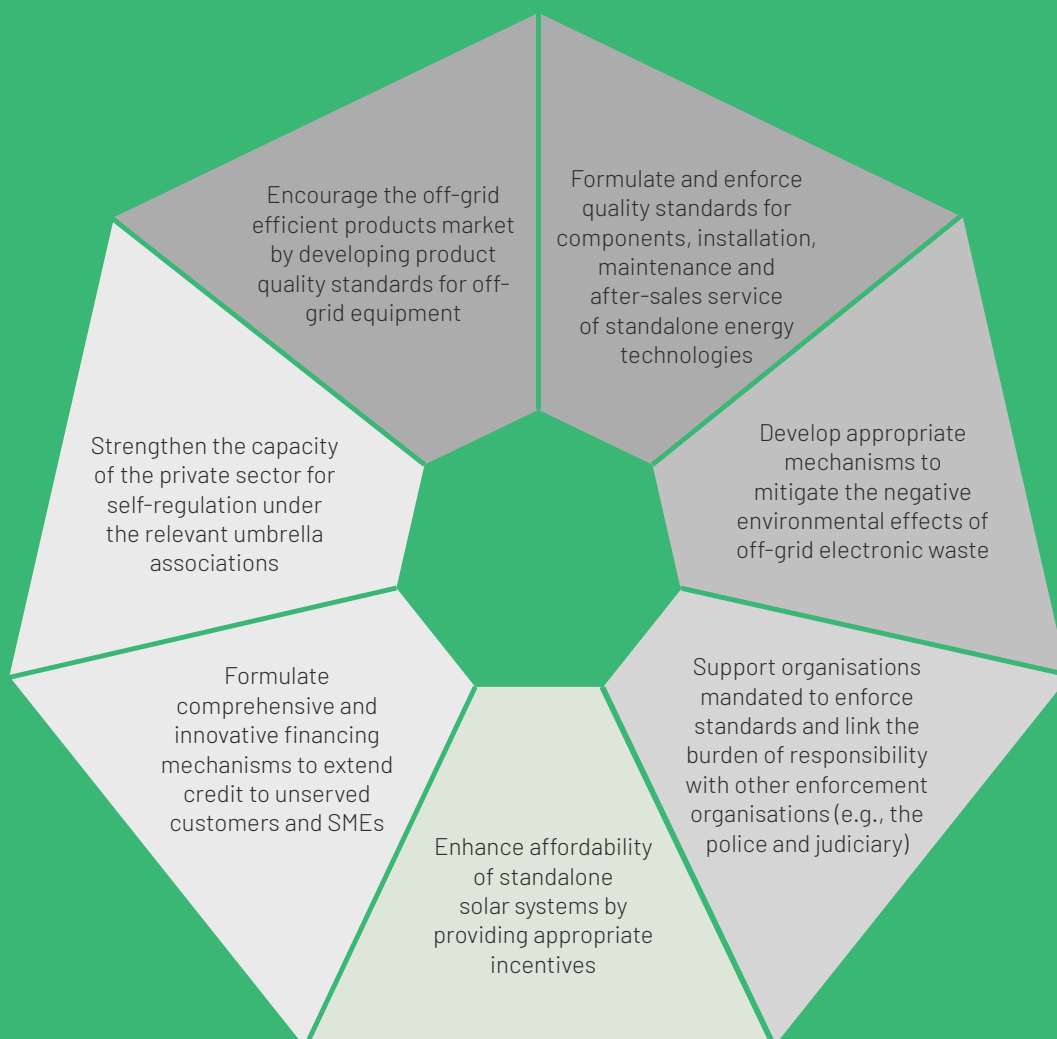 Encourage the off-grid
efficient products market
by developing product
quality standards for off-
grid equipment
Formulate and enforce
quality standards for
components, installation,
maintenance and
after-sales service
of standalone energy
technologies
Develop appropriate
mechanisms to
mitigate the negative
environmental effects of
off-grid electronic waste
Support organisations
mandated to enforce
standards and link the
burden of responsibility
with other enforcement
organisations (e.g., the
police and judiciary)
Enhance affordability
of standalone
solar systems by
providing appropriate
incentives
Formulate
comprehensive and
innovative financing
mechanisms to extend
credit to unserved
customers and SMEs
Strengthen the capacity
of the private sector for
self-regulation under
the relevant umbrella
associations